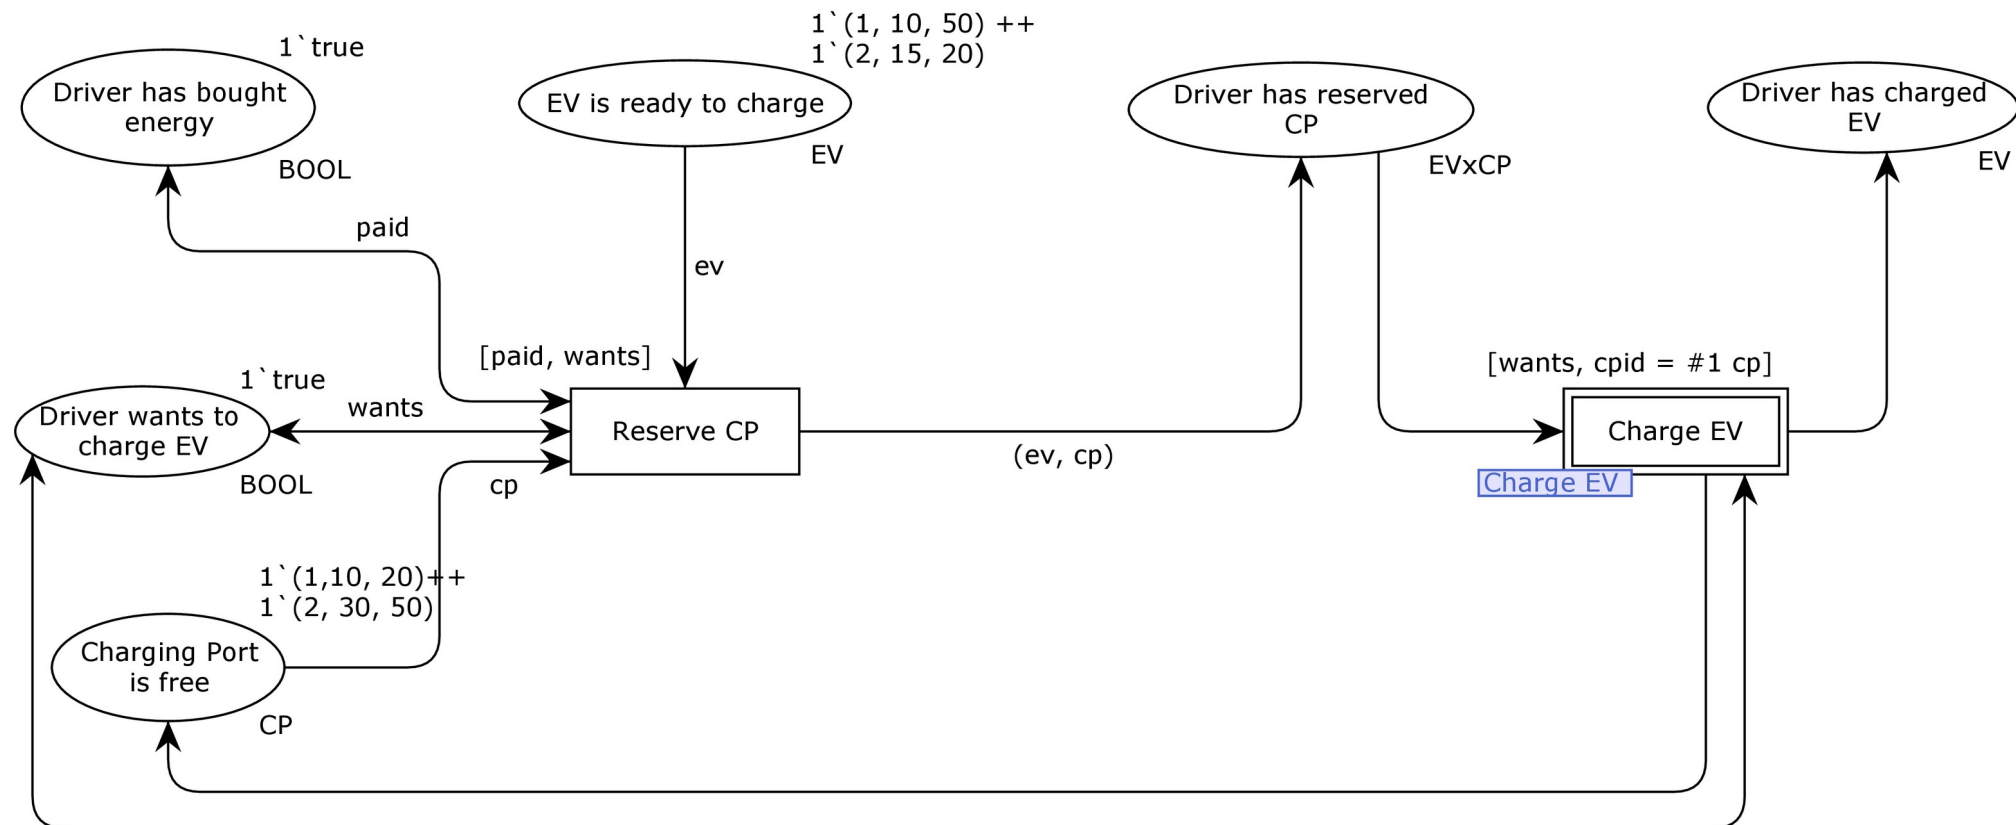 1`true
Driver has bought
energy
BOOL
1`(1, 10, 50) ++
1`(2, 15, 20)
EV is ready to charge
EV
Driver has reserved
CP
EVxCP
Driver has charged
EV
EV
paid
ev
[paid, wants]
1`true
wants
Driver wants to
charge EV
BOOL
Reserve CP
cp
(ev, cp)
[wants, cpid = #1 cp]
Charge EV
Charge EV
1`(1,10, 20)++
1`(2, 30, 50)
Charging Port
is free
CP